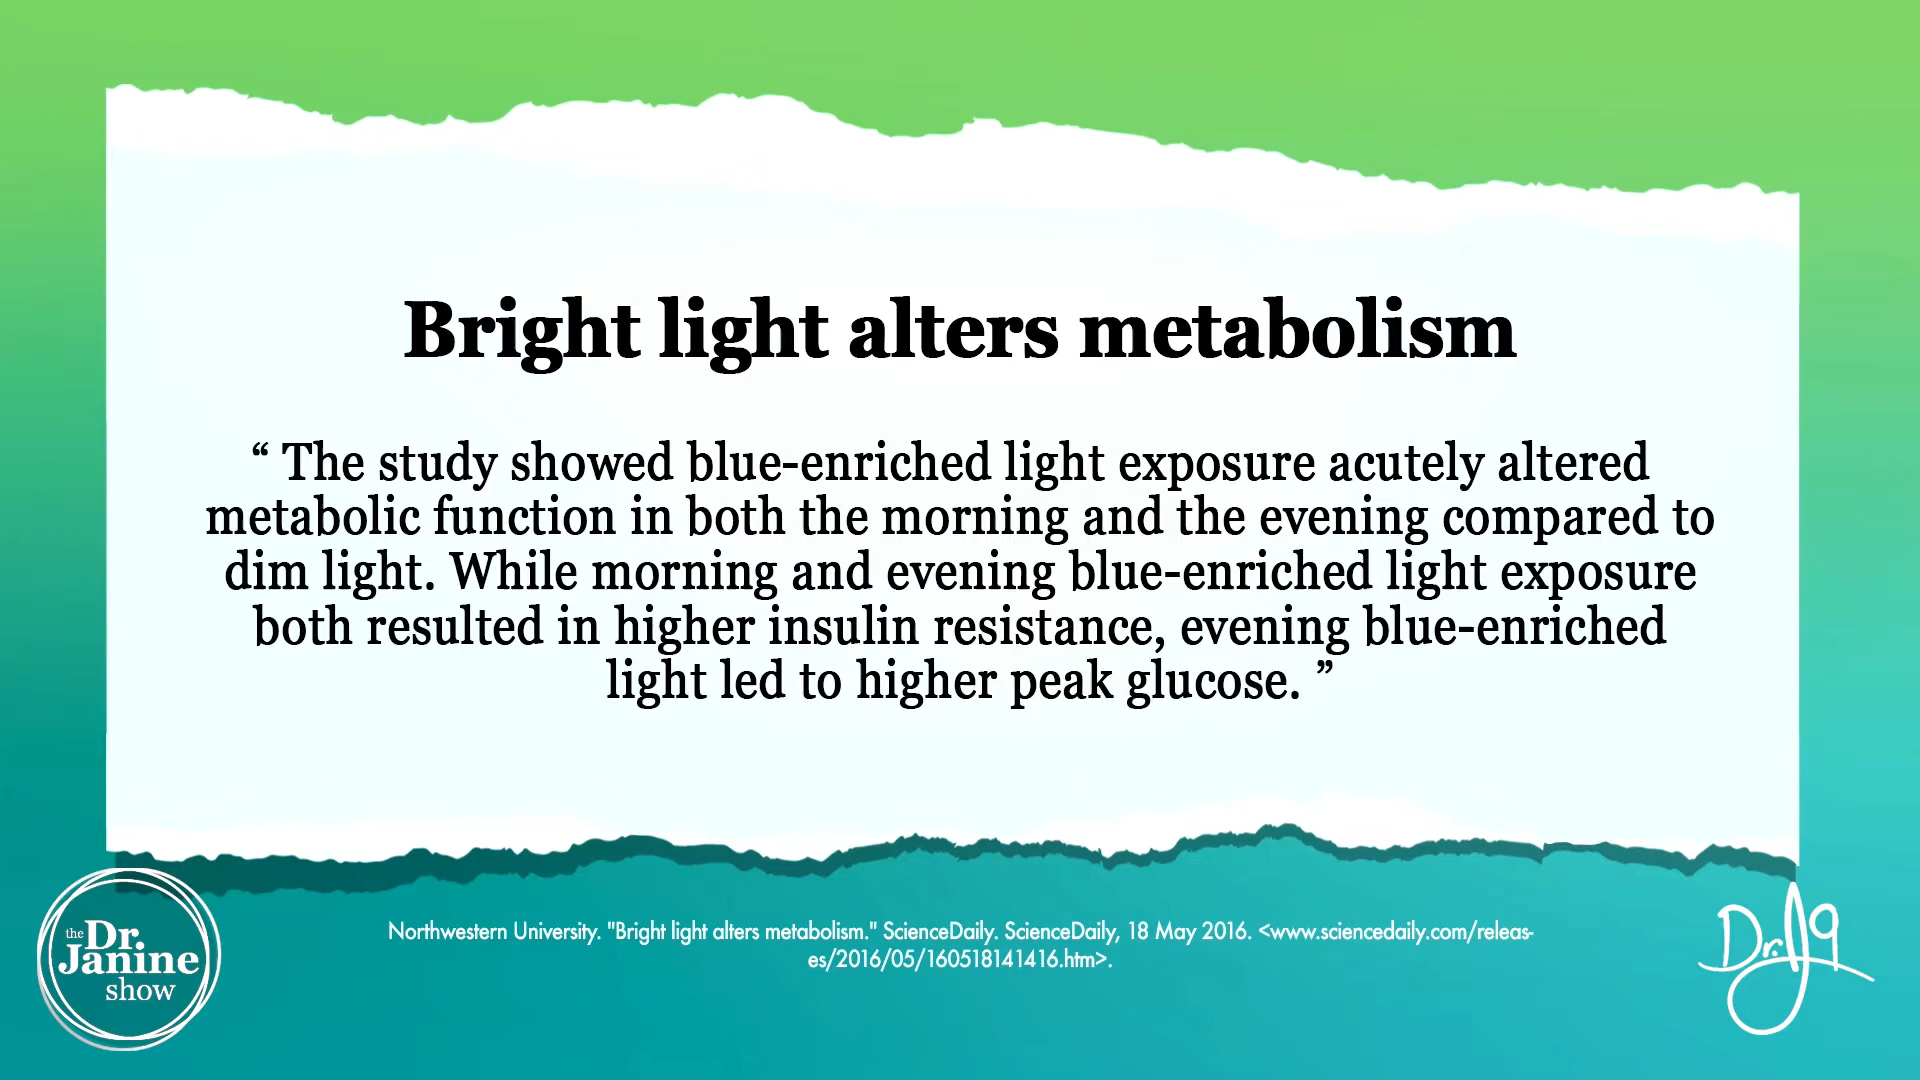 Bright light alters metabolism
“ The study showed blue-enriched light exposure acutely altered
metabolic function in both the morning and the evening compared to
dim light. While morning and evening blue-enriched light exposure
both resulted in higher insulin resistance, evening blue-enriched
light led to higher peak glucose. ”
Northwestern University. "Bright light alters metabolism." ScienceDaily. ScienceDaily, 18 May 2016. <www.sciencedaily.com/releas-
es/2016/05/160518141416.htm>.
the Dr.
Janine
show
Dr. J9